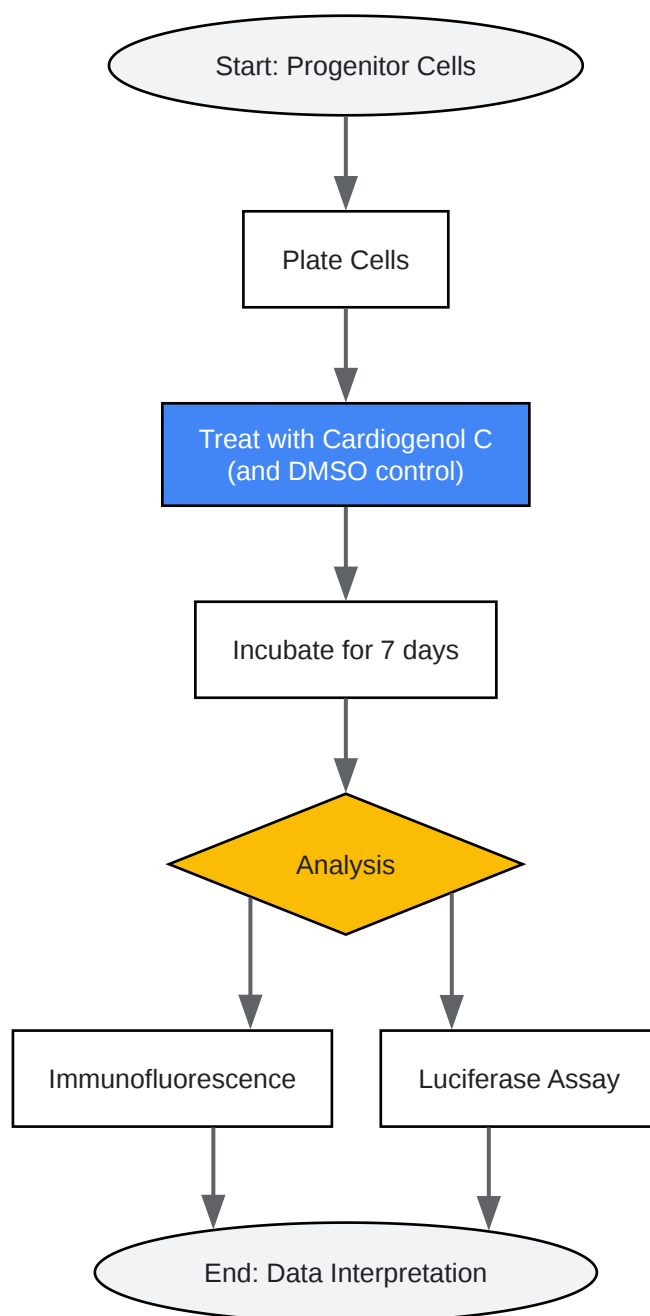 Start: Progenitor Cells
Plate Cells
Treat with Cardiogenol C
(and DMSO control)
Incubate for 7 days
Analysis
Immunofluorescence
Luciferase Assay
End: Data Interpretation